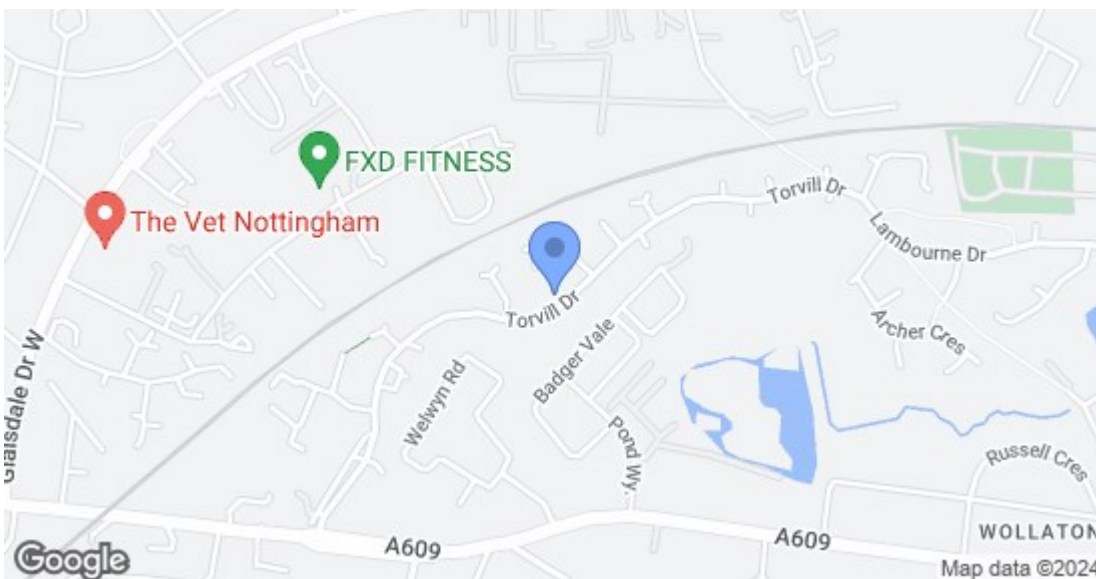 FXD FITNESS
Torvill Dr
The Vet Nottingham
Lambourne Dr
Torvill Dr
Archer Cres
Badger Vale
Glaisdale Dr W
Welwyn Rd
Pond Wy.
Russell Cres
WOLLATON
A609
A609
Google
Map data ©2024